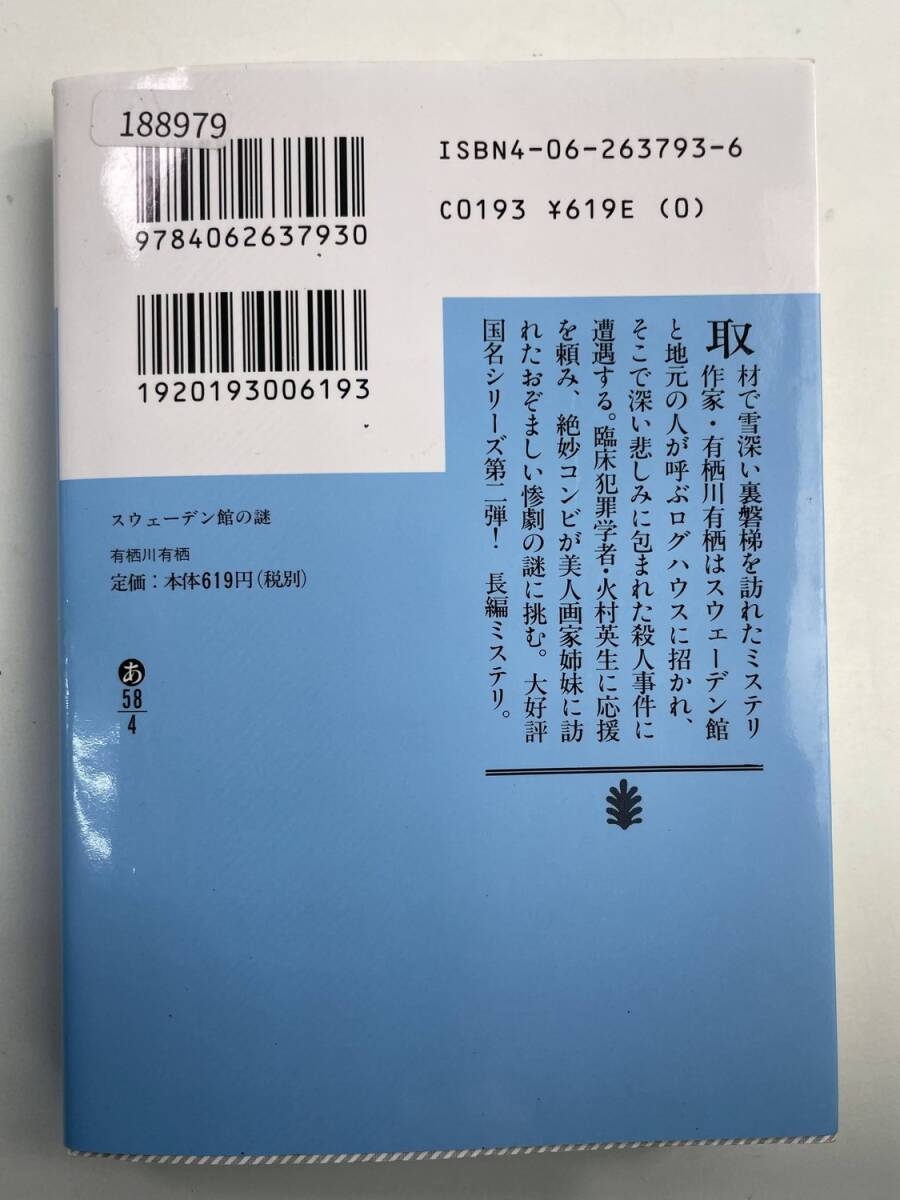 188979
9784062637930
1920193006193
ISBN4-06-263793-6
C0193 ¥619E (0)
取材で雪深い裏磐梯を訪れたミステリ
作家・有栖川有栖はスウェーデン館
と地元の人が呼ぶログハウスに招かれ、
そこで深い悲しみに包まれた殺人事件に
遭遇する。臨床犯罪学者・火村英生に応援
を頼み、絶妙コンビが美人画家姉妹に訪
れたおぞましい惨劇の謎に挑む。大好評
国名シリーズ第二弾! 長編ミステリ。
スウェーデン館の謎
有栖川有栖
定価:本体619円(税別)
あ
58
4